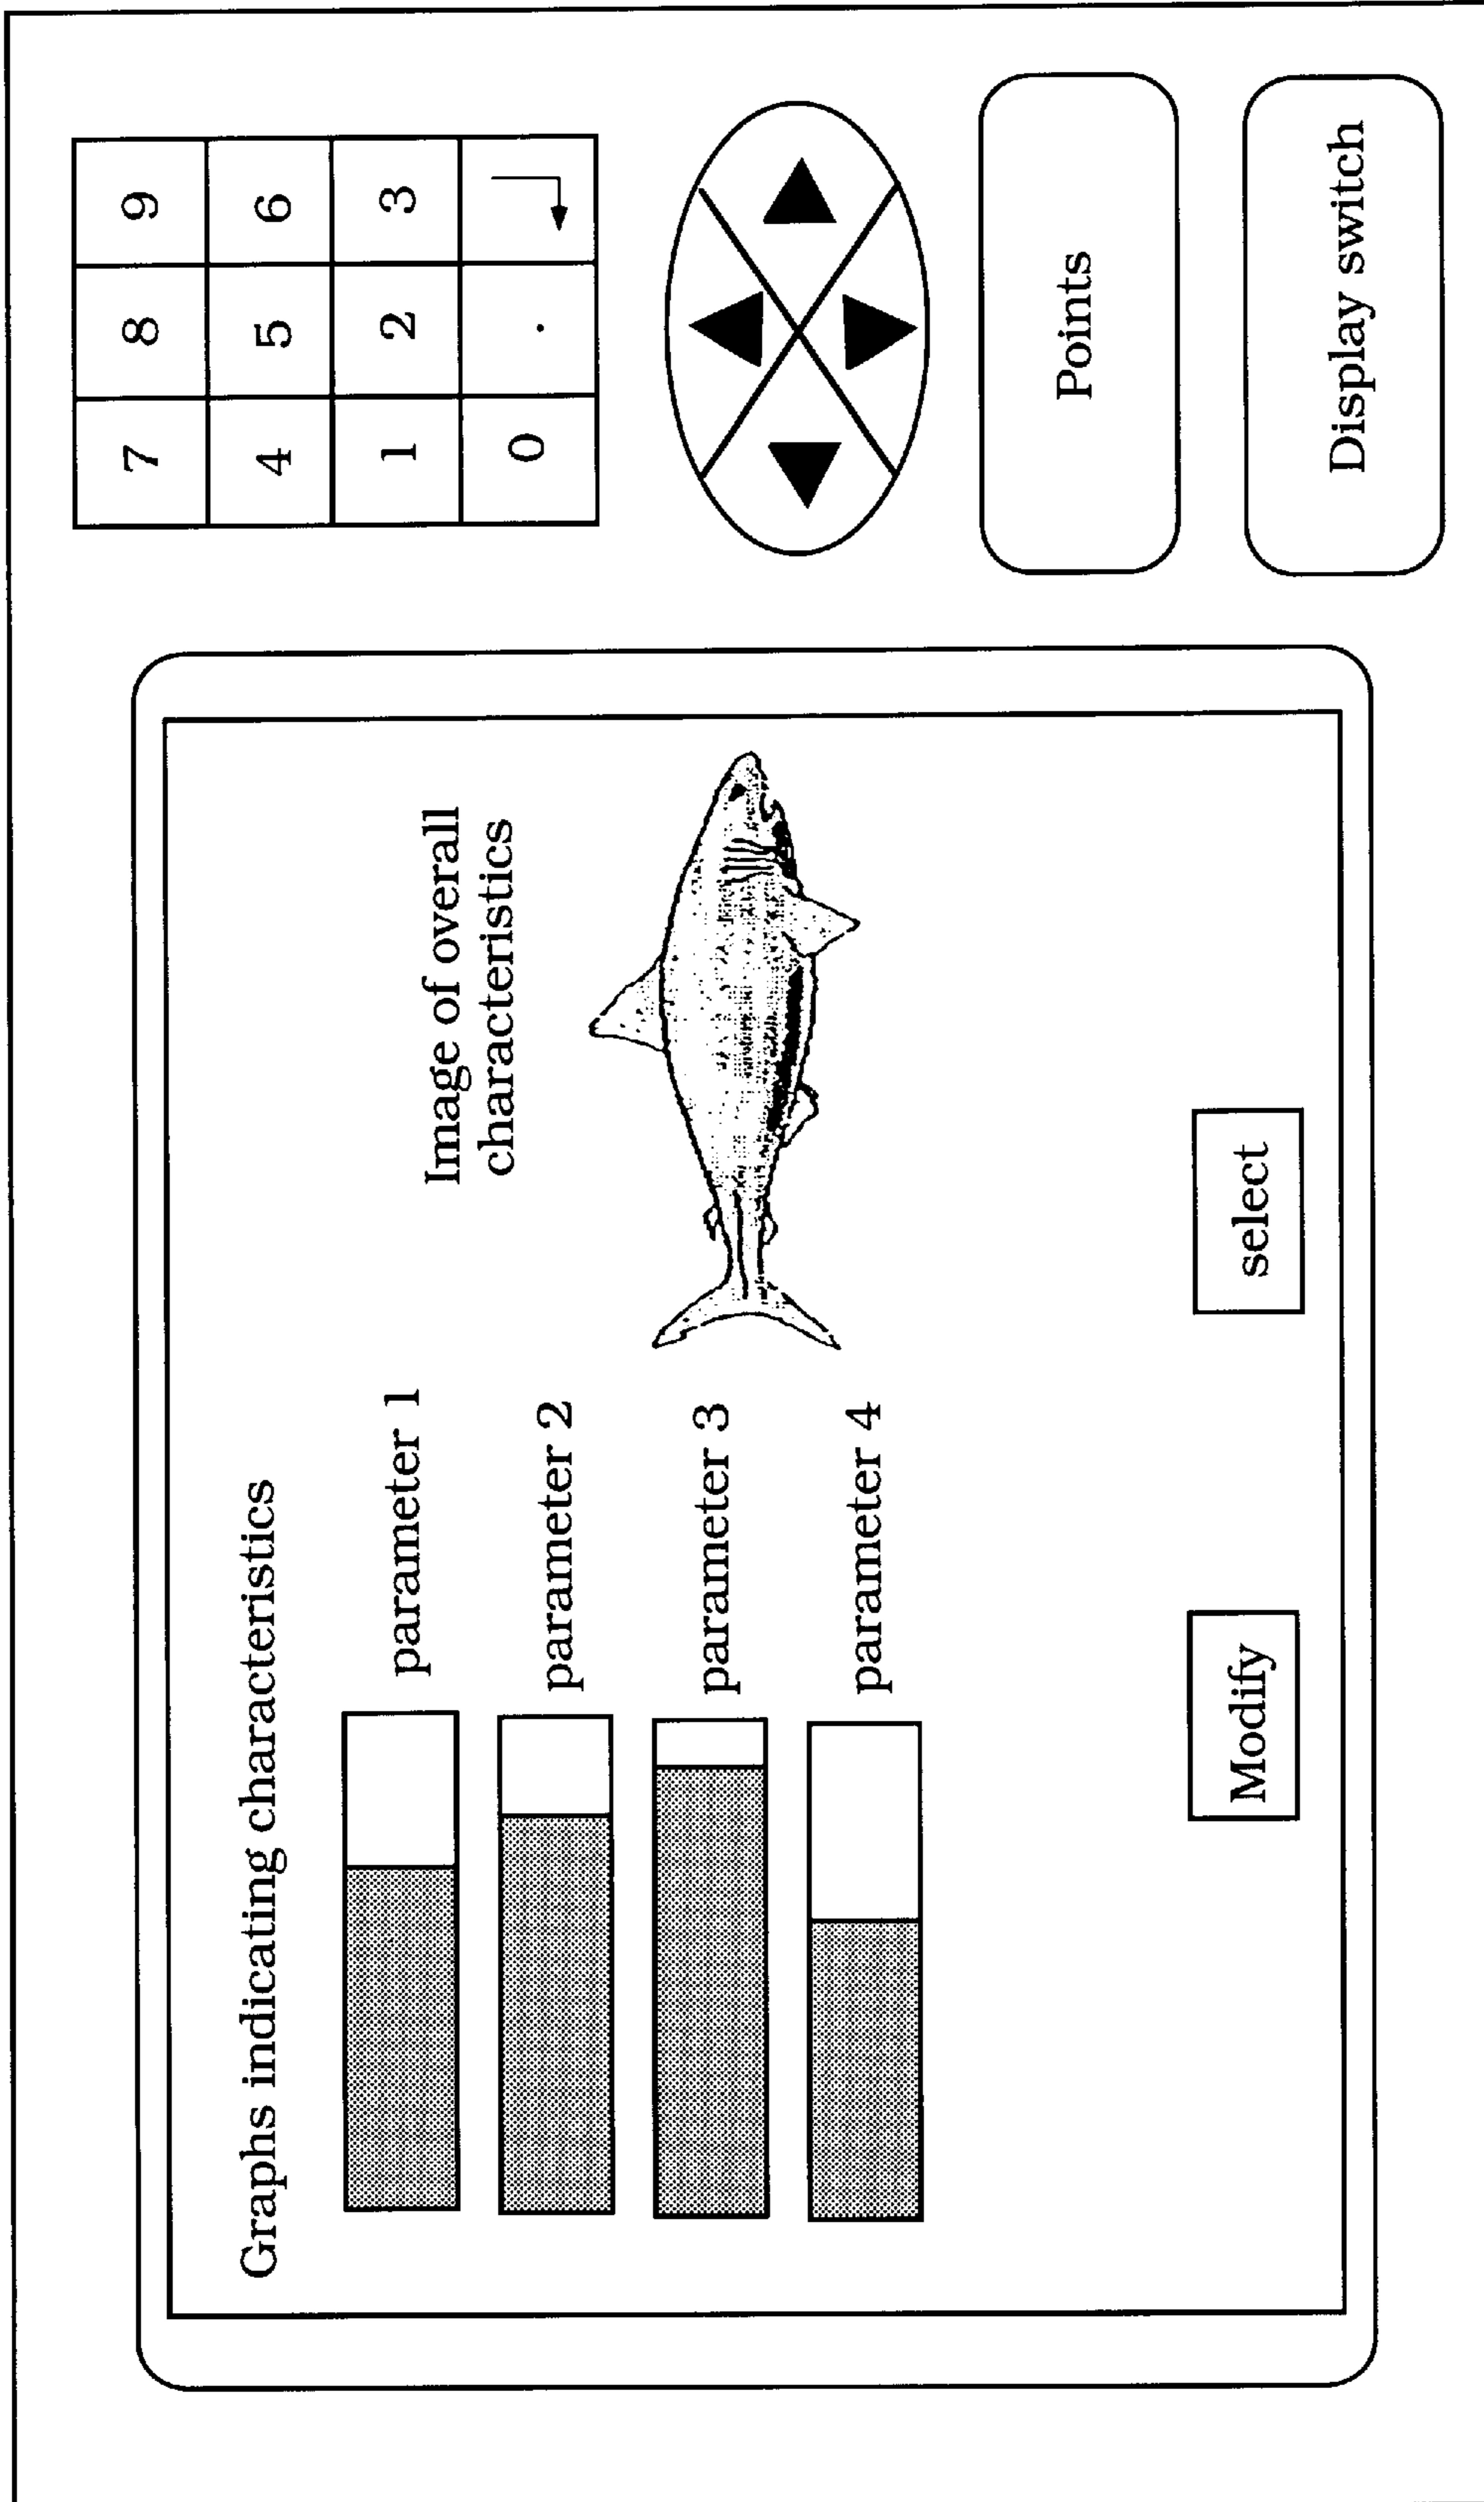 Graphs indicating characteristics
parameter 1
parameter 2
parameter 3
parameter 4
Image of overall
characteristics
Modify
select
7 8 9
4 5 6
1 2 3
0 .
Points
Display switch